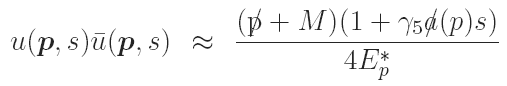 u(𝒑, s)ū(𝒑, s) ≈ (p̸ + M)(1 + γ₅a̸(p)s) / 4E*ₚ